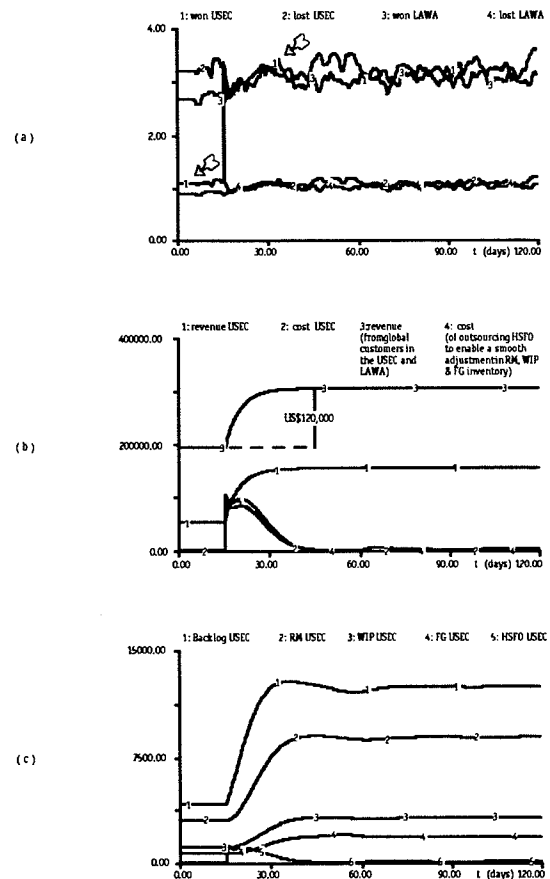 1: won USEC 2: lost USEC 3: won LAWA 4: lost LAWA
4.00
(a)
2.00
0.00
0.00 30.00 60.00 90.00 t (days) 120.00
1: revenue USEC 2: cost USEC 3:revenue (fromglobal customers in the USEC and LAWA) 4: cost (of outsourcing HSFO to enable a smooth adjustmentin RM, WIP & FG inventory)
400000.00
US$120,000
(b)
200000.00
0.00
0.00 30.00 60.00 90.00 t (days) 120.00
1: Backlog USEC 2: RM USEC 3: WIP USEC 4: FG USEC 5: HSFO USEC
15000.00
(c)
7500.00
0.00
0.00 30.00 60.00 90.00 t (days) 120.00